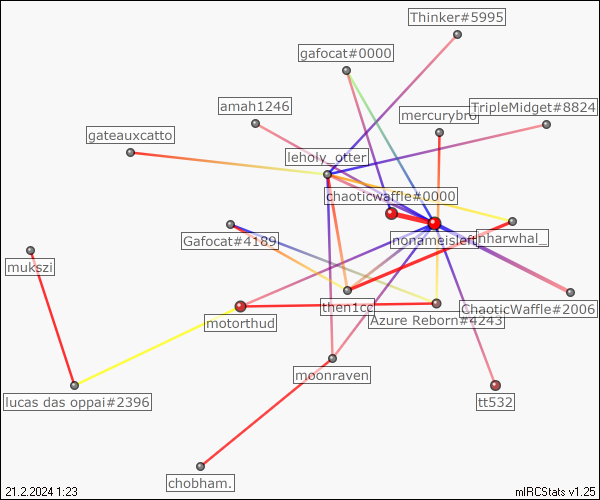 Thinker#5995
gafocat#0000
amah1246
mercurybro
TripleMidget#8824
gateauxcatto
leholy_otter
chaoticwaffle#0000
Gafocat#4189
nonameisleft
nharwhal_
mukszi
then1cc
ChaoticWaffle#2006
motorthud
Azure Reborn#4243
moonraven
lucas das oppai#2396
tt532
chobham.
21.2.2024 1:23
mIRCStats v1.25